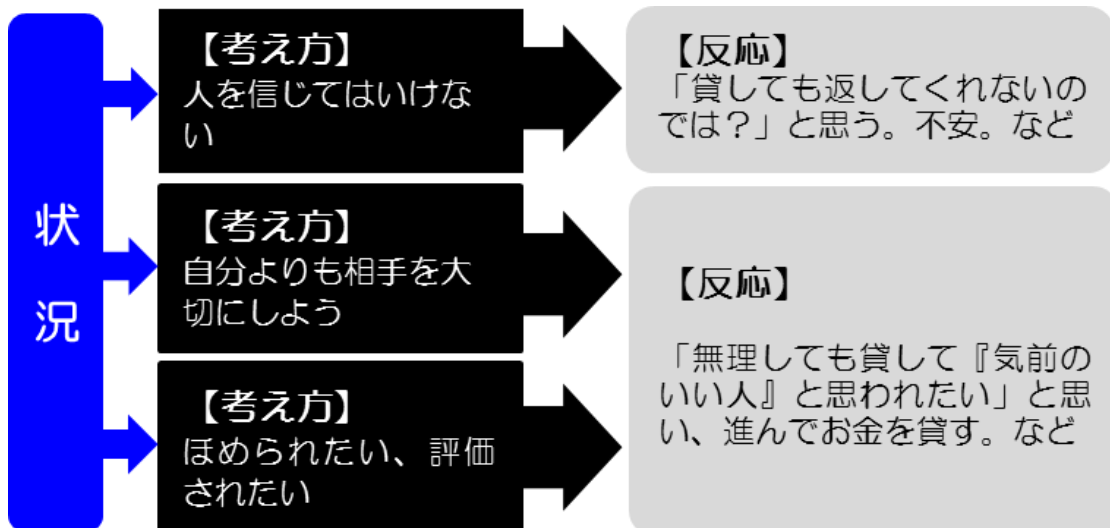 状況
【考え方】
人を信じてはいけな
い
【反応】
「貸しても返してくれないの
では？」と思う。不安。など
【考え方】
自分よりも相手を大
切にしよう
【考え方】
ほめられたい、評価
されたい
【反応】
「無理しても貸して『気前の
いい人』と思われたい」と思
い、進んでお金を貸す。など